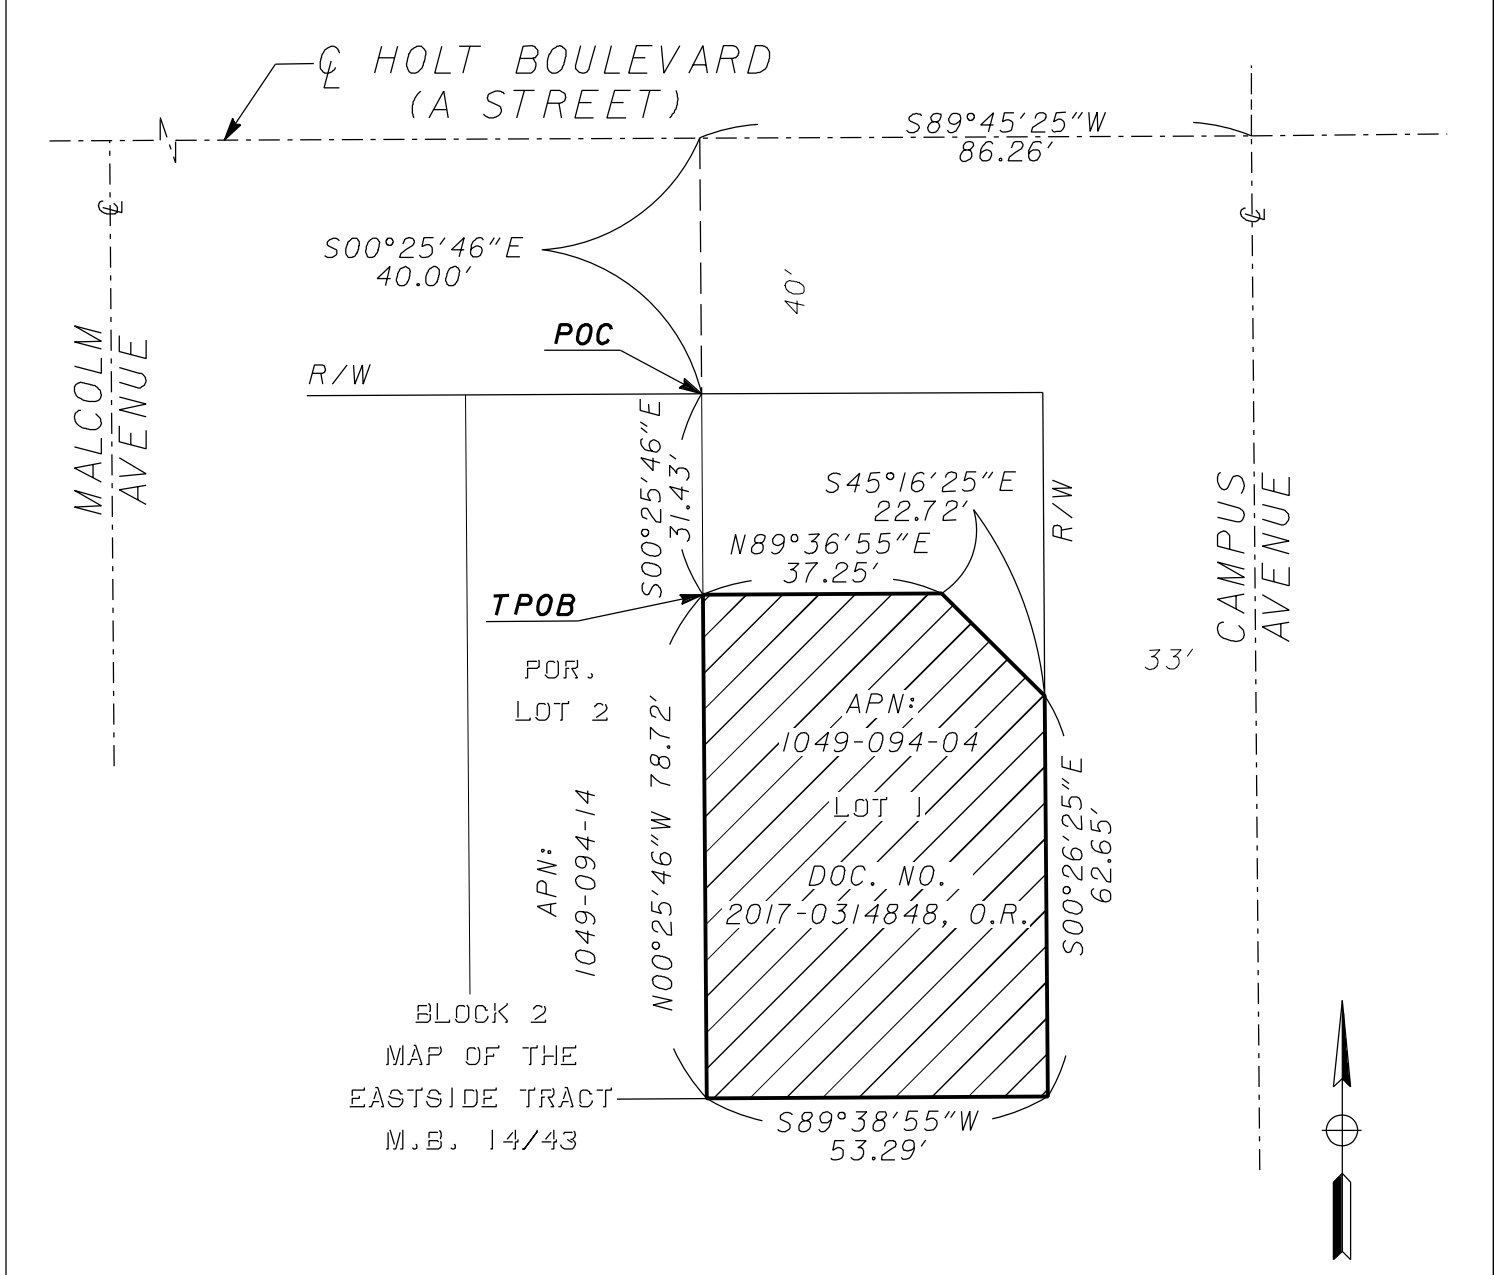 ℄ HOLT BOULEVARD
(A STREET)
S89°45'25"W
86.26'
℄
℄
S00°25'46"E
40.00'
40'
POC
R/W
MALCOLM
AVENUE
S00°25'46"E
31.43'
S45°16'25"E
22.72'
R/W
N89°36'55"E
37.25'
CAMPUS
AVENUE
TPOB
33'
POR.
LOT 2
APN:
1049-094-04
N00°25'46"W 78.72'
LOT 1
S00°26'25"E
62.65'
APN:
1049-094-14
DOC. NO.
2017-0314848, O.R.
BLOCK 2
MAP OF THE
EASTSIDE TRACT
M.B. 14/43
S89°38'55"W
53.29'